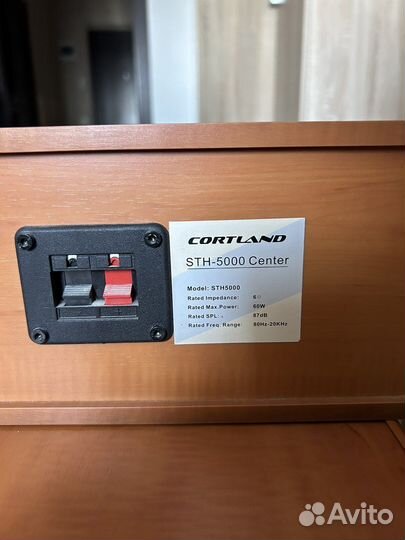 CORTLAND
STH-5000 Center
Model: STH5000
Rated Impedance: 6Ω
Rated Max.Power: 60W
Rated SPL: 87dB
Rated Freq. Range: 80Hz-20KHz
Avito